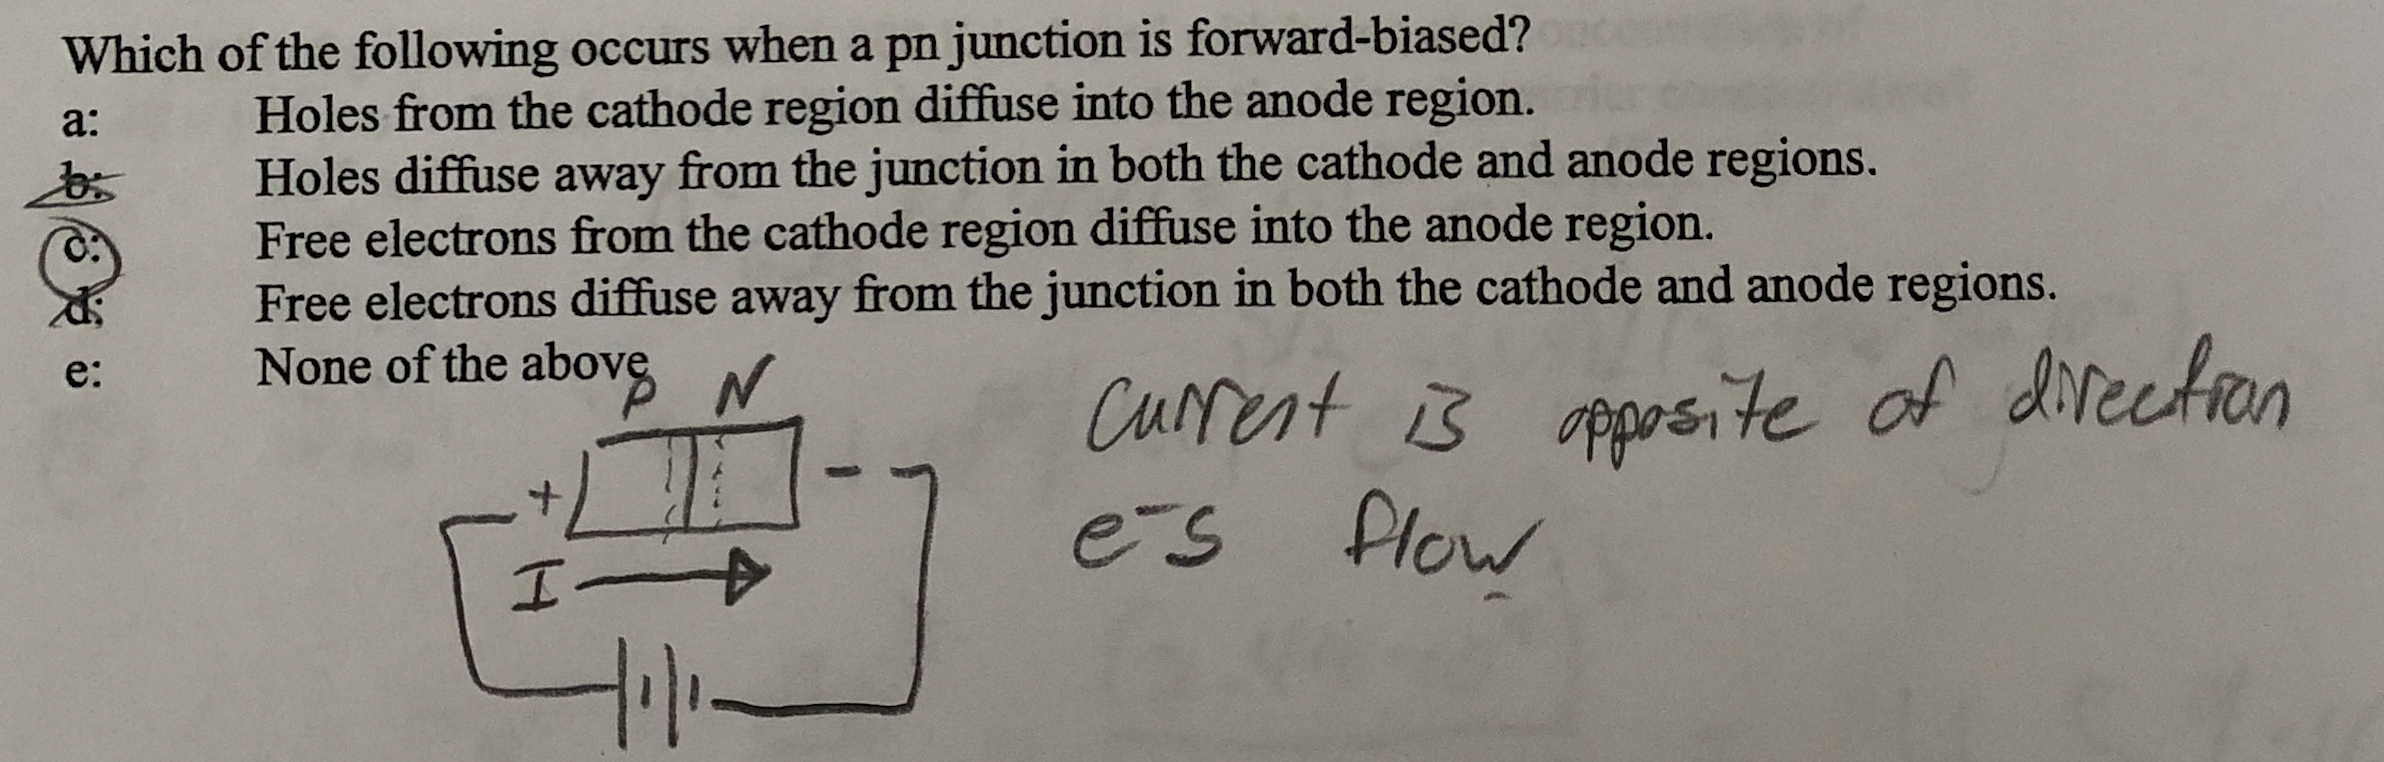 Which of the following occurs when a pn junction is forward-biased?
a: Holes from the cathode region diffuse into the anode region.
b: Holes diffuse away from the junction in both the cathode and anode regions.
c: Free electrons from the cathode region diffuse into the anode region.
d: Free electrons diffuse away from the junction in both the cathode and anode regions.
e: None of the above
P N
Current is opposite of direction
+ - 
e⁻s flow
I